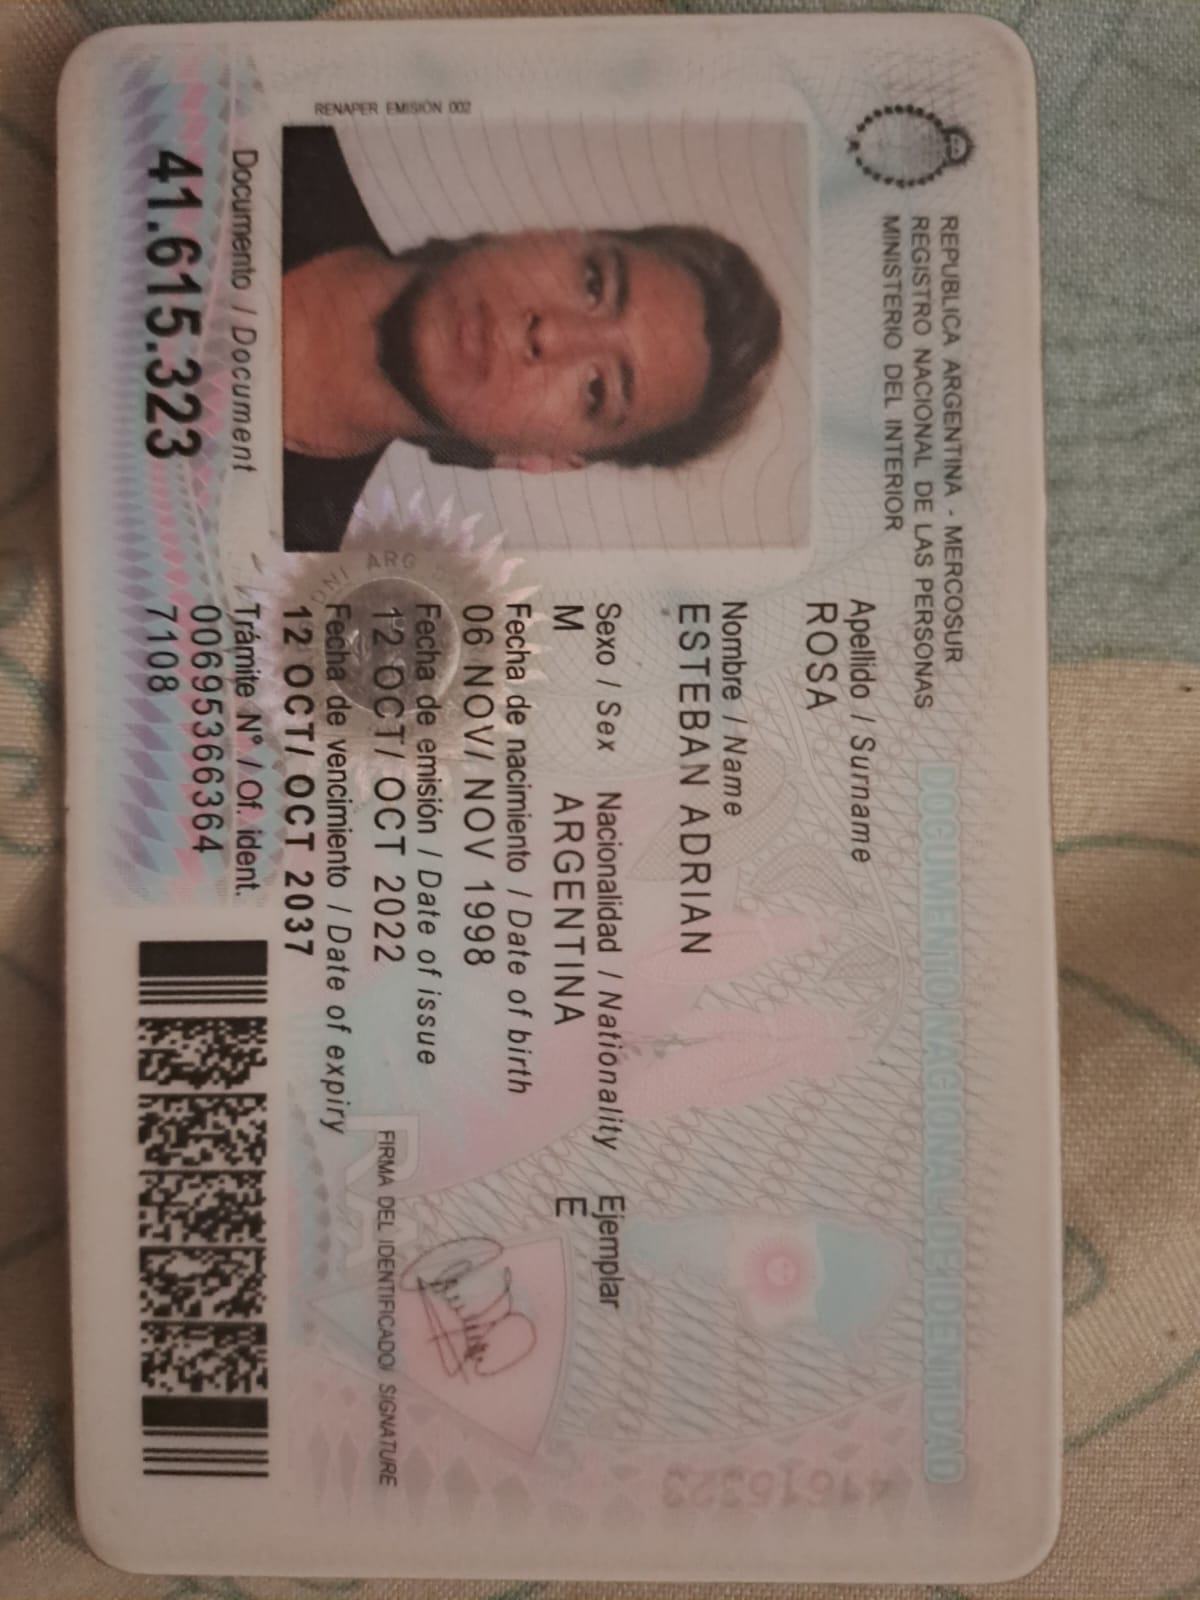 REPUBLICA ARGENTINA - MERCOSUR
REGISTRO NACIONAL DE LAS PERSONAS
MINISTERIO DEL INTERIOR
DOCUMENTO NACIONAL DE IDENTIDAD
Apellido / Surname
ROSA
Nombre / Name
ESTEBAN ADRIAN
Sexo / Sex Nacionalidad / Nationality Ejemplar
M ARGENTINA E
Fecha de nacimiento / Date of birth
06 NOV/ NOV 1998
Fecha de emisión / Date of issue
12 OCT/ OCT 2022
Fecha de vencimiento / Date of expiry
12 OCT/ OCT 2037
FIRMA DEL IDENTIFICADO/ SIGNATURE
RENAPER EMISIÓN 002
Documento / Document
41.615.323
Trámite N° / Of. ident.
00695366364
7108
41615323
DNI ARG